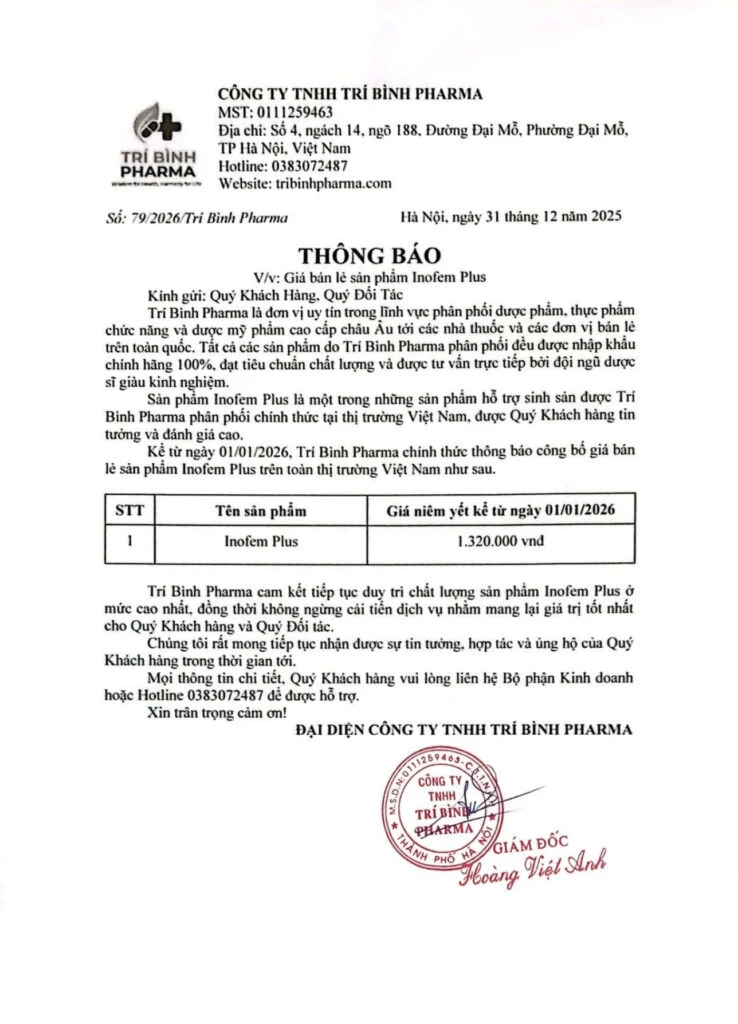 CÔNG TY TNHH TRÍ BÌNH PHARMA
MST: 0111259463
Địa chỉ: Số 4, ngách 14, ngõ 188, Đường Đại Mỗ, Phường Đại Mỗ,
TP Hà Nội, Việt Nam
Hotline: 0383072487
Website: tribinhpharma.com
TRÍ BÌNH
PHARMA
Wisdom for Health, Harmony for Life
Số: 79/2026/Trí Bình Pharma
Hà Nội, ngày 31 tháng 12 năm 2025
THÔNG BÁO
V/v: Giá bán lẻ sản phẩm Inofem Plus
Kính gửi: Quý Khách Hàng, Quý Đối Tác
Trí Bình Pharma là đơn vị uy tín trong lĩnh vực phân phối dược phẩm, thực phẩm
chức năng và dược mỹ phẩm cao cấp châu Âu tới các nhà thuốc và các đơn vị bán lẻ
trên toàn quốc. Tất cả các sản phẩm do Trí Bình Pharma phân phối đều được nhập khẩu
chính hãng 100%, đạt tiêu chuẩn chất lượng và được tư vấn trực tiếp bởi đội ngũ dược
sĩ giàu kinh nghiệm.
Sản phẩm Inofem Plus là một trong những sản phẩm hỗ trợ sinh sản được Trí
Bình Pharma phân phối chính thức tại thị trường Việt Nam, được Quý Khách hàng tin
tưởng và đánh giá cao.
Kể từ ngày 01/01/2026, Trí Bình Pharma chính thức thông báo công bố giá bán
lẻ sản phẩm Inofem Plus trên toàn thị trường Việt Nam như sau.
STT Tên sản phẩm Giá niêm yết kể từ ngày 01/01/2026
1 Inofem Plus 1.320.000 vnđ
Trí Bình Pharma cam kết tiếp tục duy trì chất lượng sản phẩm Inofem Plus ở
mức cao nhất, đồng thời không ngừng cải tiến dịch vụ nhằm mang lại giá trị tốt nhất
cho Quý Khách hàng và Quý Đối tác.
Chúng tôi rất mong tiếp tục nhận được sự tin tưởng, hợp tác và ủng hộ của Quý
Khách hàng trong thời gian tới.
Mọi thông tin chi tiết, Quý Khách hàng vui lòng liên hệ Bộ phận Kinh doanh
hoặc Hotline 0383072487 để được hỗ trợ.
Xin trân trọng cảm ơn!
ĐẠI DIỆN CÔNG TY TNHH TRÍ BÌNH PHARMA
M.S.D.N:0111259463-C.T.T.N.H.H
CÔNG TY
TNHH
TRÍ BÌNH
PHARMA
THÀNH PHỐ HÀ NỘI
GIÁM ĐỐC
Hoàng Việt Anh